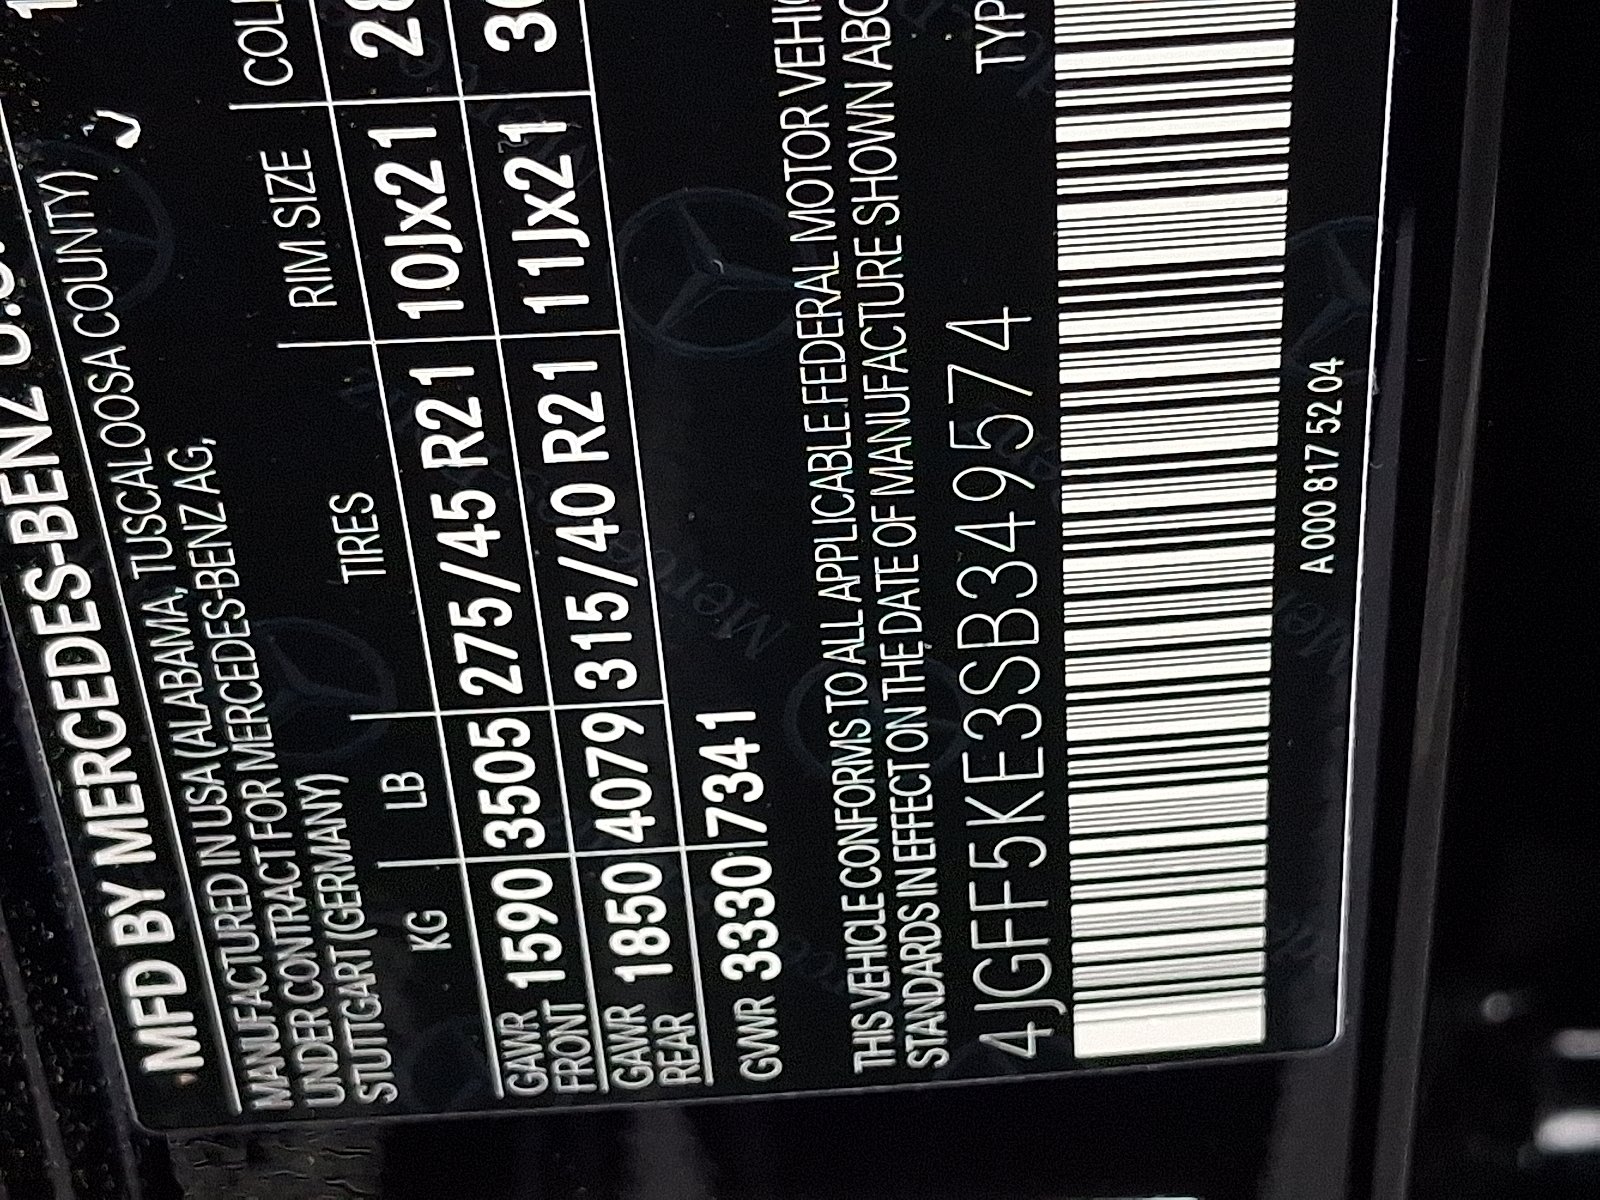 MFD BY MERCEDES-BENZ U.S.
MANUFACTURED IN USA (ALABAMA, TUSCALOOSA COUNTY)
UNDER CONTRACT FOR MERCEDES-BENZ AG,
STUTTGART (GERMANY)
KG LB TIRES RIM SIZE COL
GAWR FRONT 1590 3505 275/45 R21 10Jx21 28
GAWR REAR 1850 4079 315/40 R21 11Jx21
GVWR 3330 7341
THIS VEHICLE CONFORMS TO ALL APPLICABLE FEDERAL MOTOR VEHIC
STANDARDS IN EFFECT ON THE DATE OF MANUFACTURE SHOWN ABO
4JGFF5KE3SB349574 TYP
A 000 817 52 04